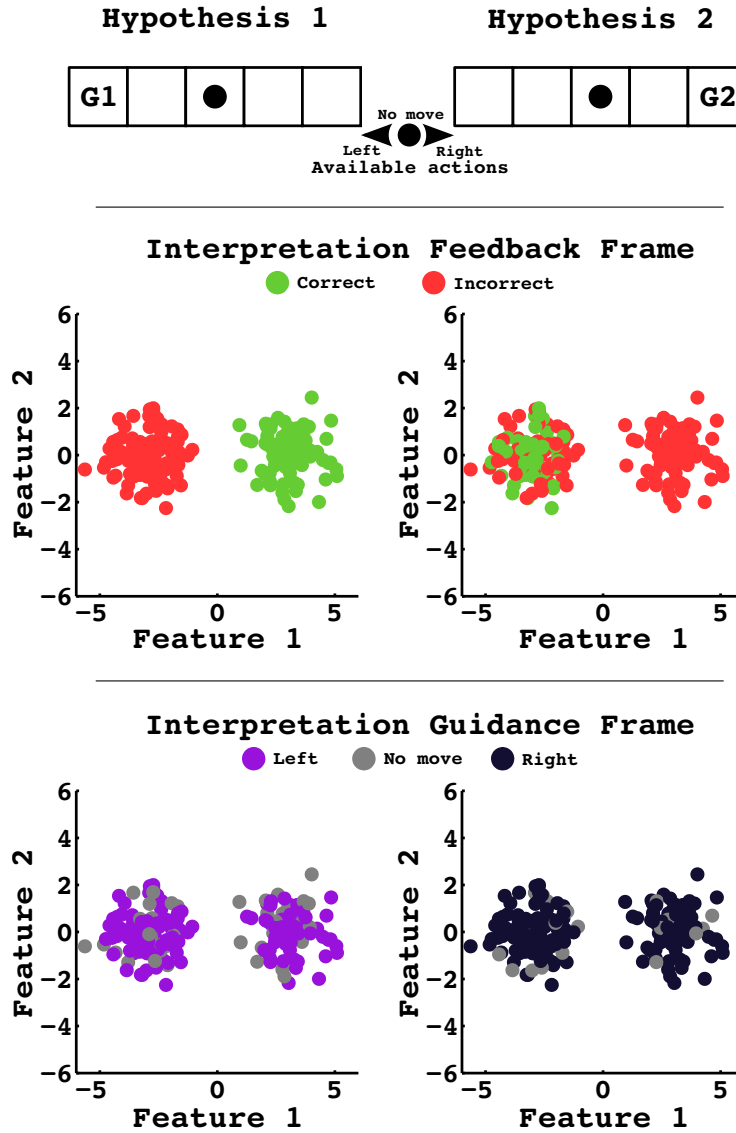 Hypothesis 1 Hypothesis 2
G1 G2
No move
Left Right
Available actions
Interpretation Feedback Frame
Correct Incorrect
6 6
4 4
2 2
0 0
−2 −2
−4 −4
−6 −6
Feature 2 Feature 2
−5 0 5 −5 0 5
Feature 1 Feature 1
Interpretation Guidance Frame
Left No move Right
6 6
4 4
2 2
0 0
−2 −2
−4 −4
−6 −6
Feature 2 Feature 2
−5 0 5 −5 0 5
Feature 1 Feature 1